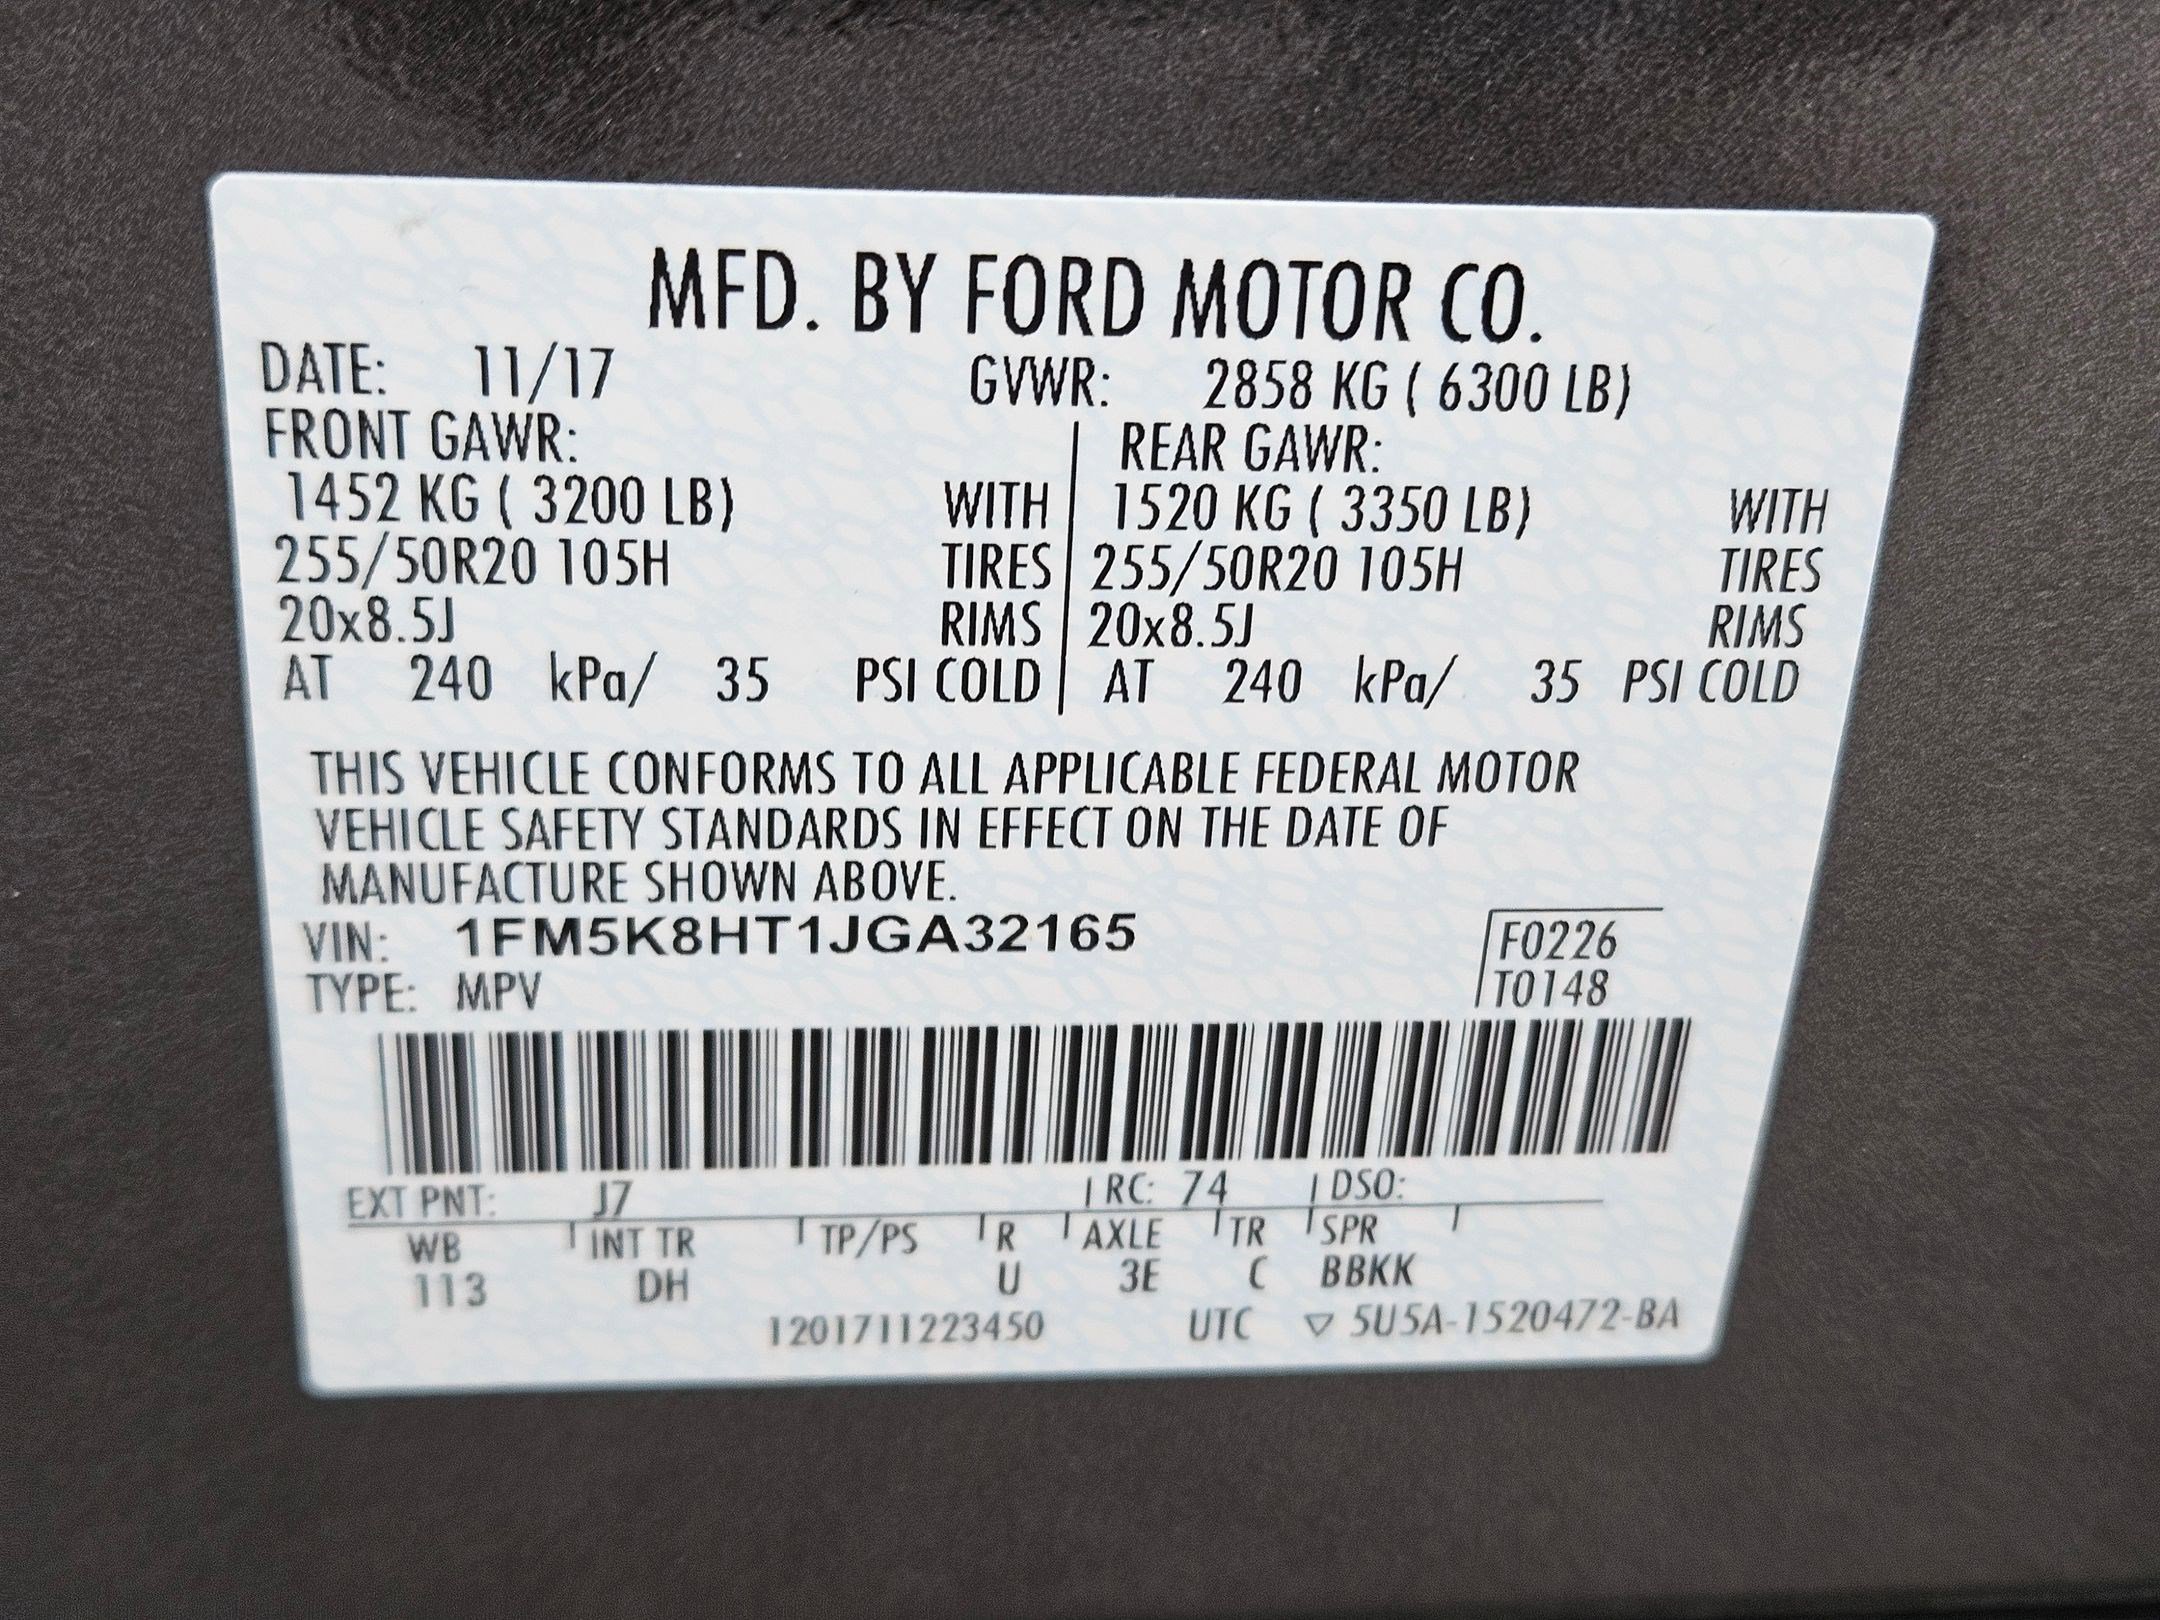 MFD. BY FORD MOTOR CO.
DATE: 11/17 GVWR: 2858 KG ( 6300 LB)
FRONT GAWR: REAR GAWR:
1452 KG ( 3200 LB) WITH 1520 KG ( 3350 LB) WITH
255/50R20 105H TIRES 255/50R20 105H TIRES
20x8.5J RIMS 20x8.5J RIMS
AT 240 kPa/ 35 PSI COLD AT 240 kPa/ 35 PSI COLD
THIS VEHICLE CONFORMS TO ALL APPLICABLE FEDERAL MOTOR
VEHICLE SAFETY STANDARDS IN EFFECT ON THE DATE OF
MANUFACTURE SHOWN ABOVE.
VIN: 1FM5K8HT1JGA32165 F0226
TYPE: MPV T0148
EXT PNT: J7 RC: 74 DSO:
WB INT TR TP/PS R AXLE TR SPR
113 DH U 3E C BBKK
1201711223450 UTC ▽ 5U5A-1520472-BA